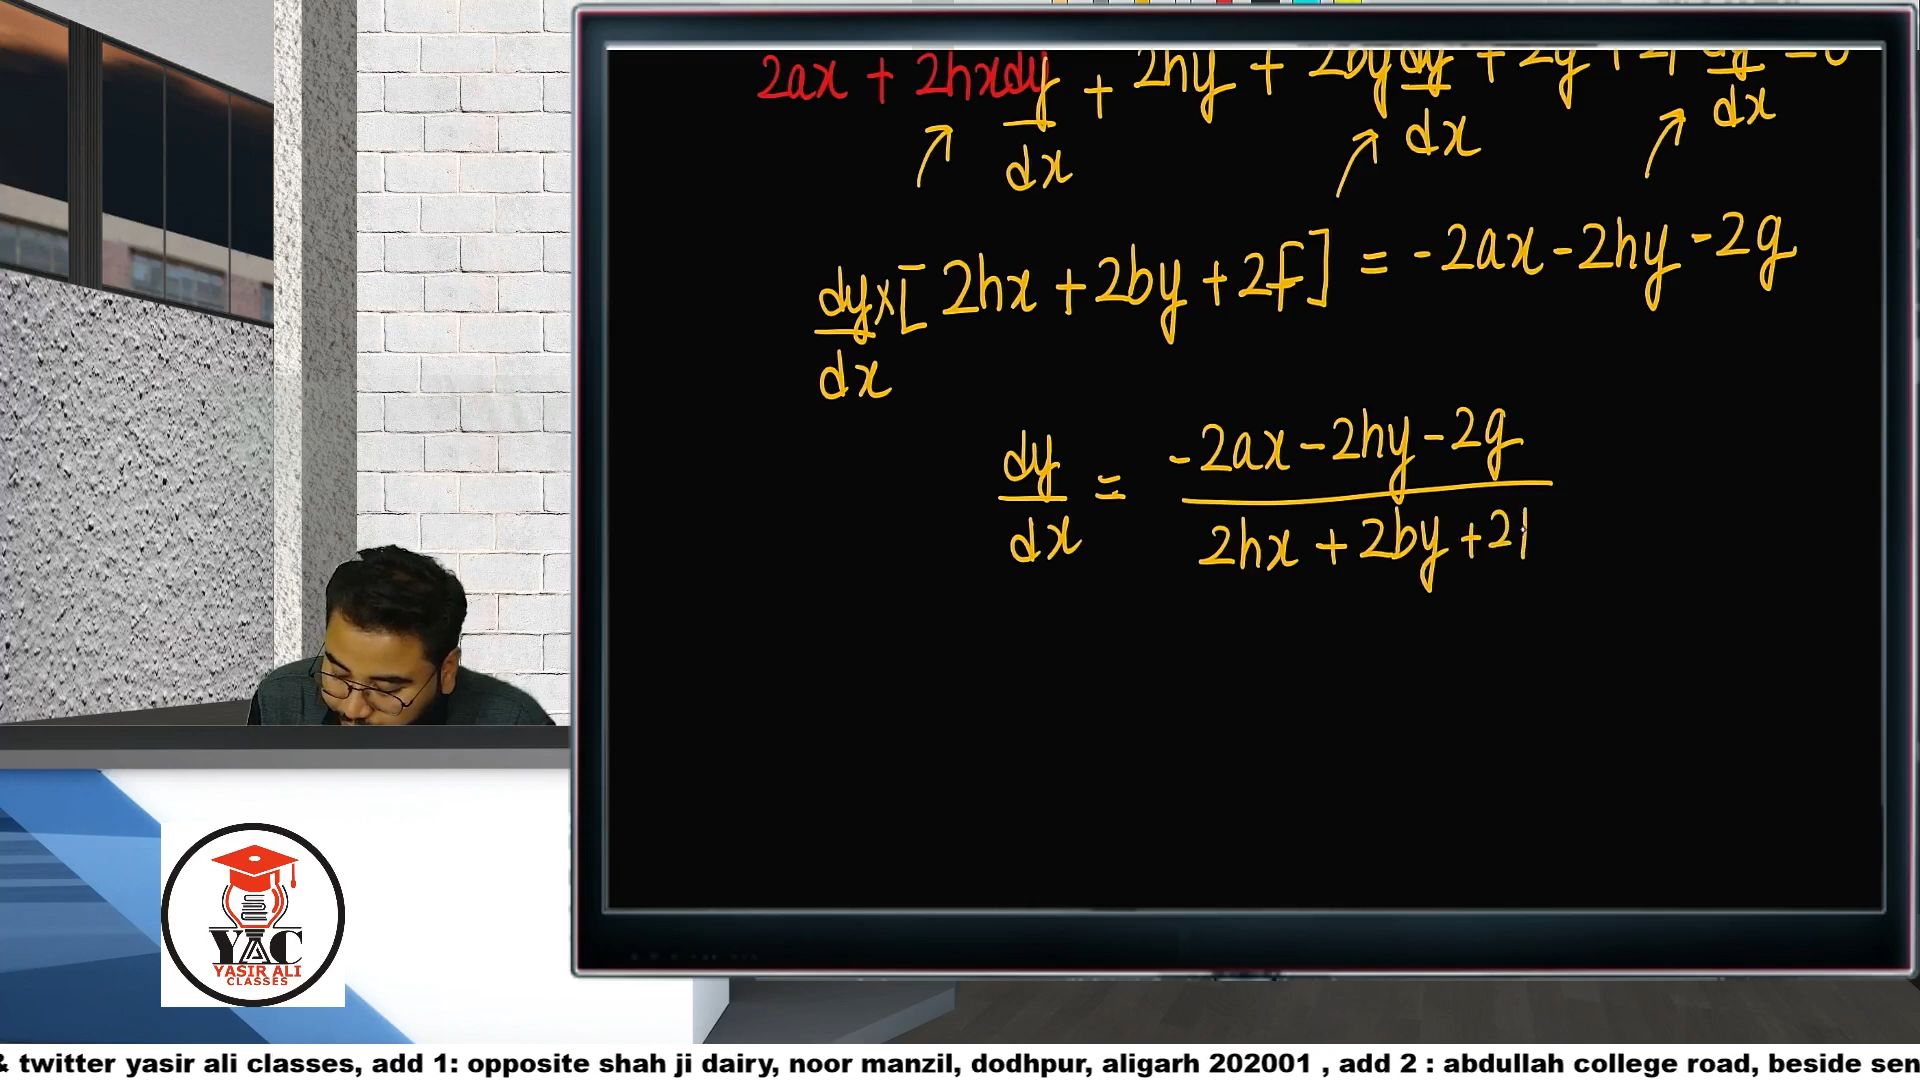 2ax + 2hx dy/dx + 2hy + 2by dy/dx + 2g + 2f dy/dx = 0
dy/dx × [2hx + 2by + 2f] = -2ax - 2hy - 2g
dy/dx = (-2ax - 2hy - 2g)/(2hx + 2by + 2
YAC
YASIR ALI
CLASSES
& twitter yasir ali classes, add 1: opposite shah ji dairy, noor manzil, dodhpur, aligarh 202001 , add 2 : abdullah college road, beside sen